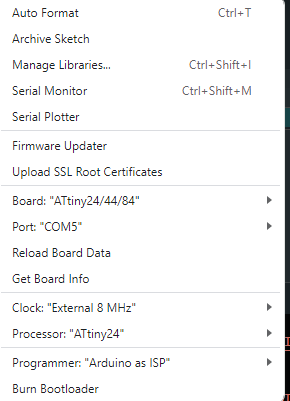 Auto Format Ctrl+T
Archive Sketch
Manage Libraries... Ctrl+Shift+I
Serial Monitor Ctrl+Shift+M
Serial Plotter
Firmware Updater
Upload SSL Root Certificates
Board: "ATtiny24/44/84"
Port: "COM5"
Reload Board Data
Get Board Info
Clock: "External 8 MHz"
Processor: "ATtiny24"
Programmer: "Arduino as ISP"
Burn Bootloader